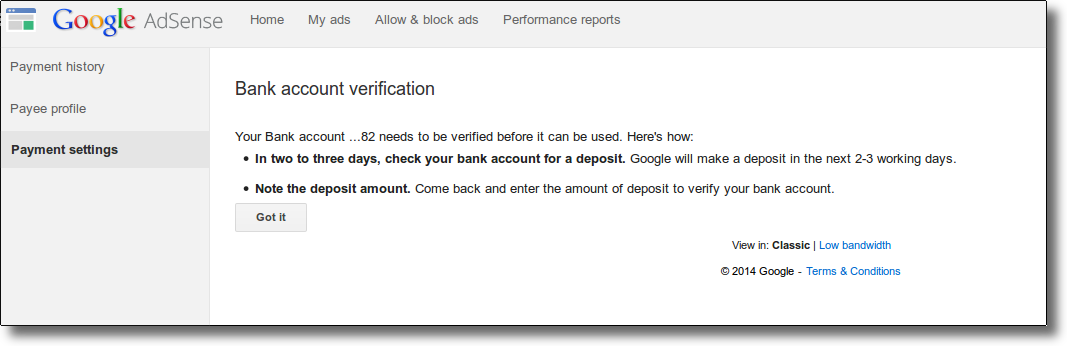 Google AdSense Home My ads Allow & block ads Performance reports
Payment history
Payee profile
Payment settings
Bank account verification
Your Bank account ...82 needs to be verified before it can be used. Here's how:
• In two to three days, check your bank account for a deposit. Google will make a deposit in the next 2-3 working days.
• Note the deposit amount. Come back and enter the amount of deposit to verify your bank account.
Got it
View in: Classic | Low bandwidth
© 2014 Google - Terms & Conditions